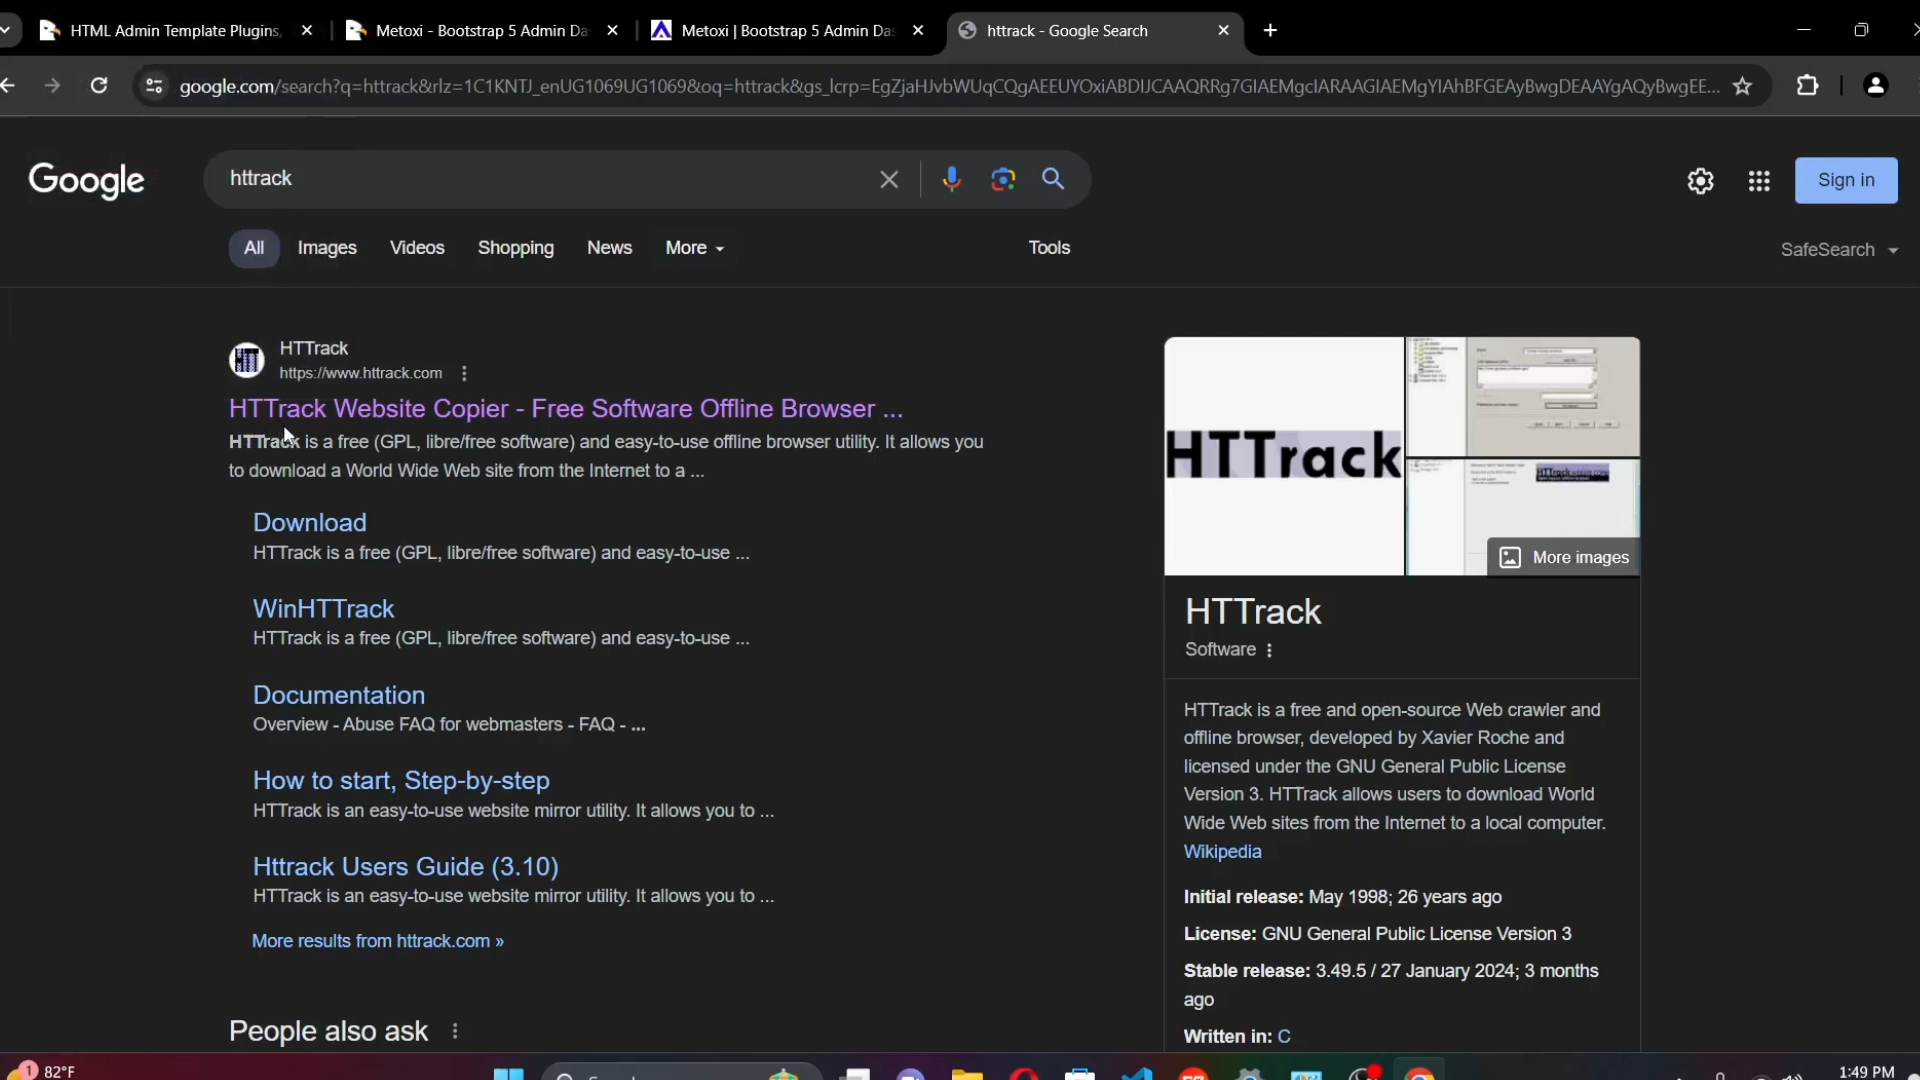 HTML Admin Template Plugins,
Metoxi - Bootstrap 5 Admin Da
Metoxi | Bootstrap 5 Admin Das
httrack - Google Search
google.com/search?q=httrack&rlz=1C1KNTJ_enUG1069UG1069&oq=httrack&gs_lcrp=EgZjaHJvbWUqCQgAEEUYOxiABDIJCAAQRRg7GIAEMgcIARAAGIAEMgYIAhBFGEAyBwgDEAAYgAQyBwgEE...
Google
httrack
Sign in
All Images Videos Shopping News More Tools
SafeSearch
HTTrack
https://www.httrack.com
HTTrack Website Copier - Free Software Offline Browser ...
HTTrack is a free (GPL, libre/free software) and easy-to-use offline browser utility. It allows you
to download a World Wide Web site from the Internet to a ...
Download
HTTrack is a free (GPL, libre/free software) and easy-to-use ...
WinHTTrack
HTTrack is a free (GPL, libre/free software) and easy-to-use ...
Documentation
Overview - Abuse FAQ for webmasters - FAQ - ...
How to start, Step-by-step
HTTrack is an easy-to-use website mirror utility. It allows you to ...
Httrack Users Guide (3.10)
HTTrack is an easy-to-use website mirror utility. It allows you to ...
More results from httrack.com »
People also ask
HTTrack
HTTrack
More images
HTTrack
Software
HTTrack is a free and open-source Web crawler and
offline browser, developed by Xavier Roche and
licensed under the GNU General Public License
Version 3. HTTrack allows users to download World
Wide Web sites from the Internet to a local computer.
Wikipedia
Initial release: May 1998; 26 years ago
License: GNU General Public License Version 3
Stable release: 3.49.5 / 27 January 2024; 3 months
ago
Written in: C
1
82°F
1:49 PM